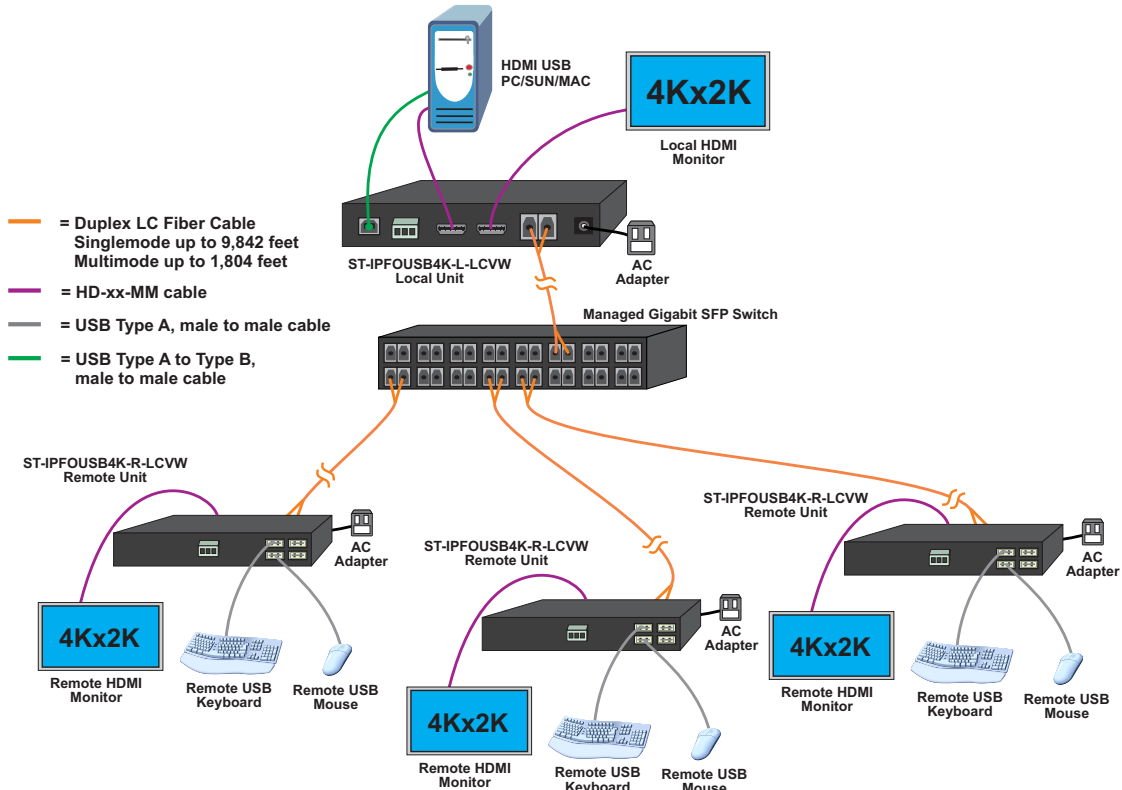 HDMI USB
PC/SUN/MAC
4Kx2K
Local HDMI
Monitor
= Duplex LC Fiber Cable
Singlemode up to 9,842 feet
Multimode up to 1,804 feet
= HD-xx-MM cable
= USB Type A, male to male cable
= USB Type A to Type B,
male to male cable
ST-IPFOUSB4K-L-LCVW
Local Unit
AC
Adapter
Managed Gigabit SFP Switch
ST-IPFOUSB4K-R-LCVW
Remote Unit
AC
Adapter
4Kx2K
Remote HDMI
Monitor
Remote USB
Keyboard
Remote USB
Mouse
ST-IPFOUSB4K-R-LCVW
Remote Unit
AC
Adapter
4Kx2K
Remote HDMI
Monitor
Remote USB
Keyboard
Remote USB
Mouse
ST-IPFOUSB4K-R-LCVW
Remote Unit
AC
Adapter
4Kx2K
Remote HDMI
Monitor
Remote USB
Keyboard
Remote USB
Mouse